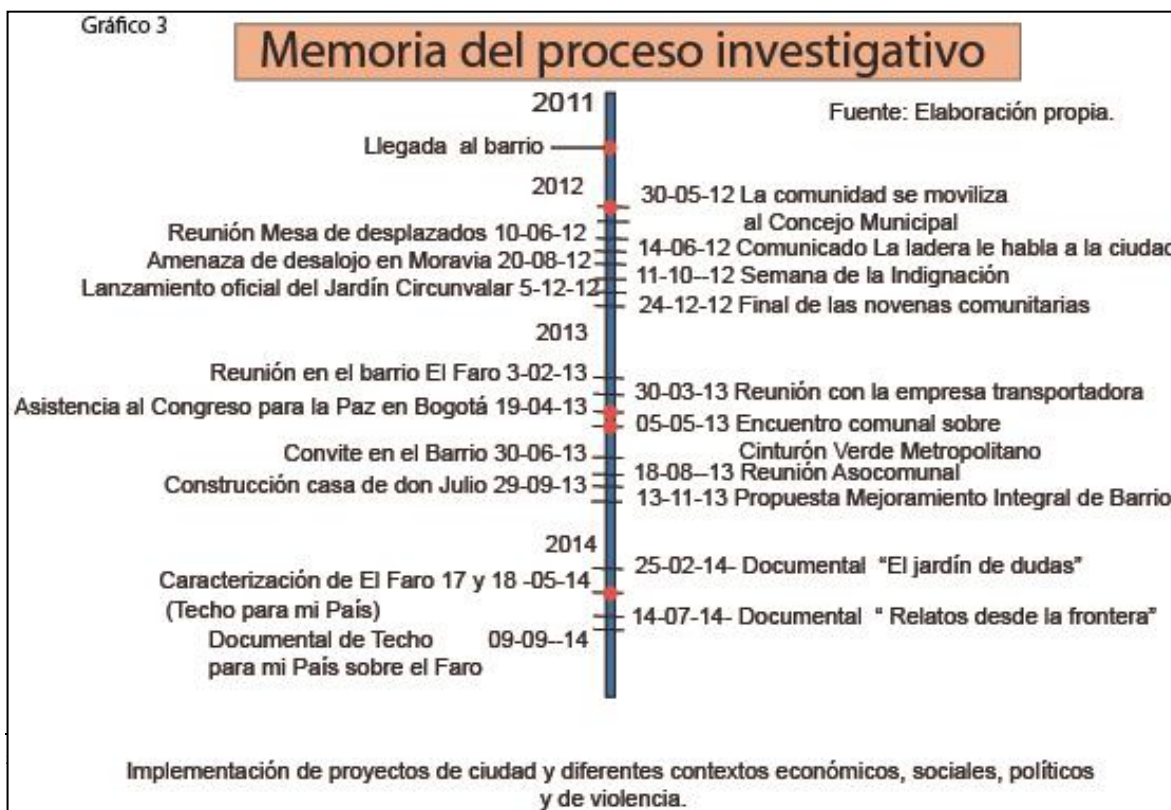 Gráfico 3
Memoria del proceso investigativo
2011
Fuente: Elaboración propia.
Llegada al barrio
2012
30-05-12 La comunidad se moviliza
al Concejo Municipal
Reunión Mesa de desplazados 10-06-12
14-06-12 Comunicado La ladera le habla a la ciudad
Amenaza de desalojo en Moravia 20-08-12
11-10--12 Semana de la Indignación
Lanzamiento oficial del Jardín Circunvalar 5-12-12
24-12-12 Final de las novenas comunitarias
2013
Reunión en el barrio El Faro 3-02-13
30-03-13 Reunión con la empresa transportadora
Asistencia al Congreso para la Paz en Bogotá 19-04-13
05-05-13 Encuentro comunal sobre
Cinturón Verde Metropolitano
Convite en el Barrio 30-06-13
18-08--13 Reunión Asocomunal
Construcción casa de don Julio 29-09-13
13-11-13 Propuesta Mejoramiento Integral de Barrio
2014
25-02-14- Documental “El jardín de dudas”
Caracterización de El Faro 17 y 18 -05-14
(Techo para mi País)
14-07-14- Documental “ Relatos desde la frontera”
Documental de Techo 09-09--14
para mi País sobre el Faro
Implementación de proyectos de ciudad y diferentes contextos económicos, sociales, políticos
y de violencia.